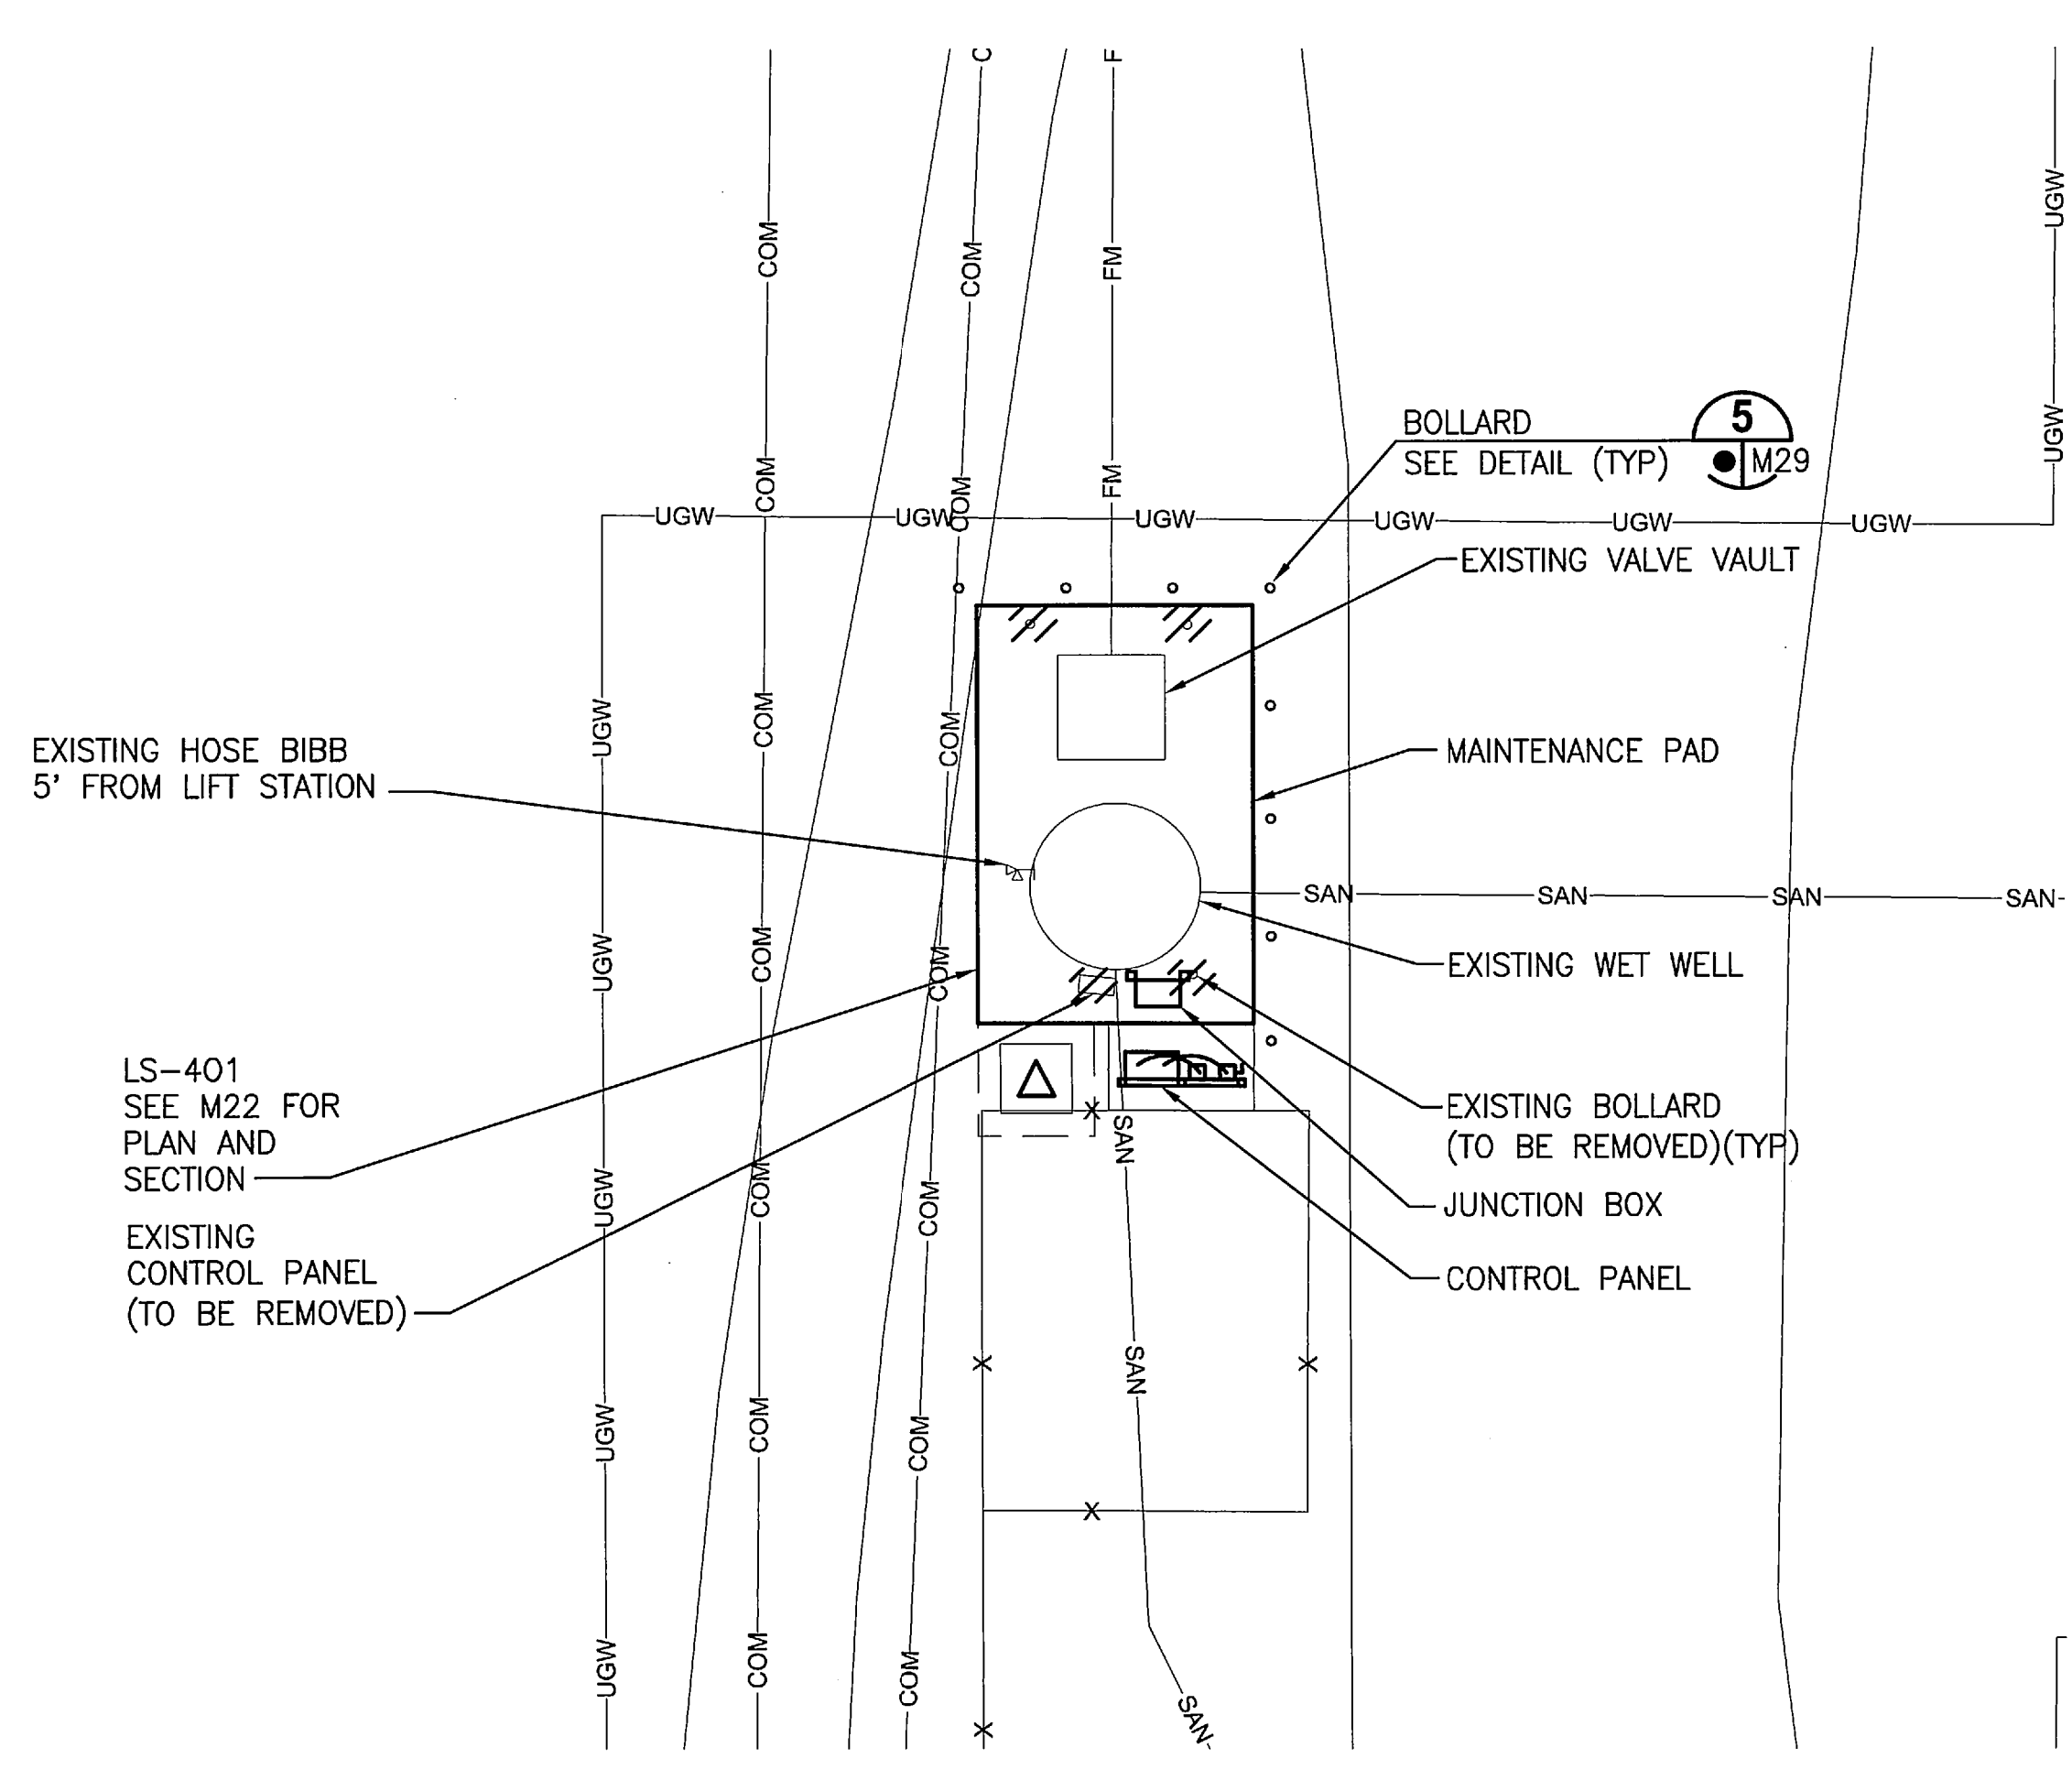 C
F
COM
COM
FM
UGW
BOLLARD
SEE DETAIL (TYP)
5
M29
COM
COM
FM
UGW
UGW
UGW
UGW
UGW
UGW
UGW
EXISTING VALVE VAULT
UGW
COM
COM
EXISTING HOSE BIBB
5' FROM LIFT STATION
MAINTENANCE PAD
SAN
SAN
SAN
SAN
UGW
COM
COM
EXISTING WET WELL
LS-401
SEE M22 FOR
PLAN AND
SECTION
EXISTING BOLLARD
(TO BE REMOVED)(TYP)
X
SAN
UGW
COM
COM
JUNCTION BOX
EXISTING
CONTROL PANEL
(TO BE REMOVED)
CONTROL PANEL
X
SAN
X
UGW
COM
COM
X
UGW
COM
COM
SAN
X